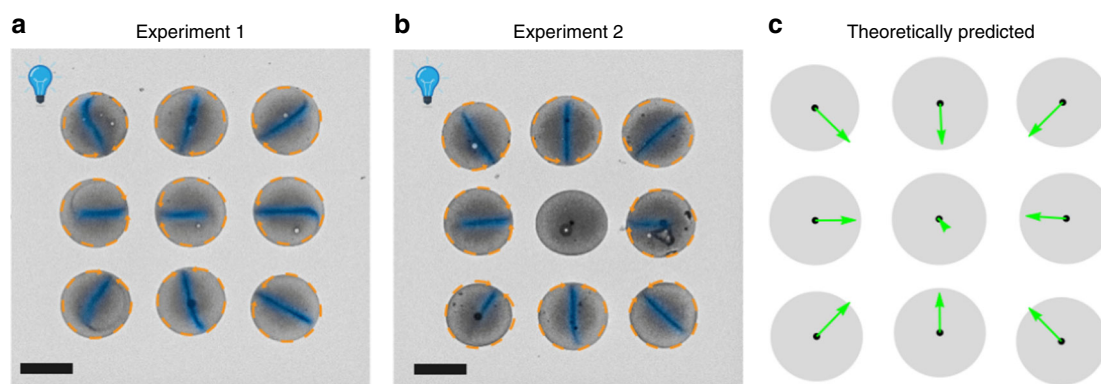 a
Experiment 1
b
Experiment 2
c
Theoretically predicted